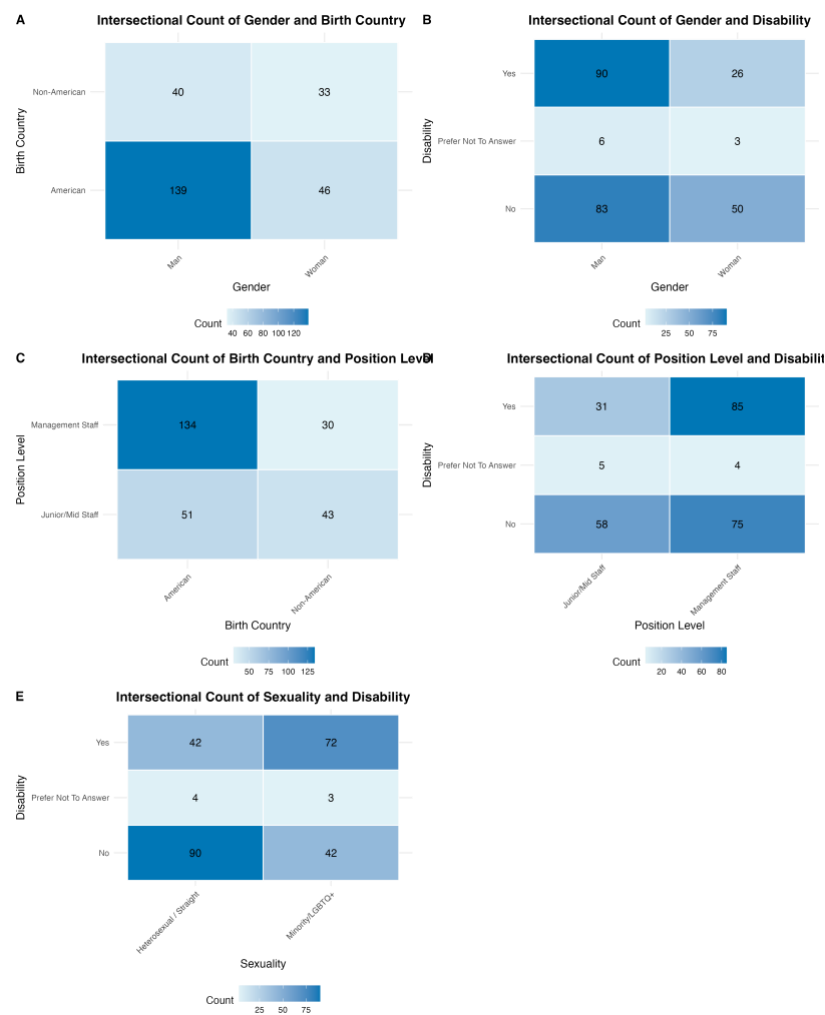 A
Intersectional Count of Gender and Birth Country
Birth Country
Non-American
40
33
American
139
46
Man
Woman
Gender
Count
40 60 80 100 120
B
Intersectional Count of Gender and Disability
Disability
Yes
90
26
Prefer Not To Answer
6
3
No
83
50
Man
Woman
Gender
Count
25 50 75
C
Intersectional Count of Birth Country and Position Level
Position Level
Management Staff
134
30
Junior/Mid Staff
51
43
American
Non-American
Birth Country
Count
50 75 100 125
D
Intersectional Count of Position Level and Disabilit
Disability
Yes
31
85
Prefer Not To Answer
5
4
No
58
75
Junior/Mid Staff
Management Staff
Position Level
Count
20 40 60 80
E
Intersectional Count of Sexuality and Disability
Disability
Yes
42
72
Prefer Not To Answer
4
3
No
90
42
Heterosexual / Straight
Minority/LGBTQ+
Sexuality
Count
25 50 75